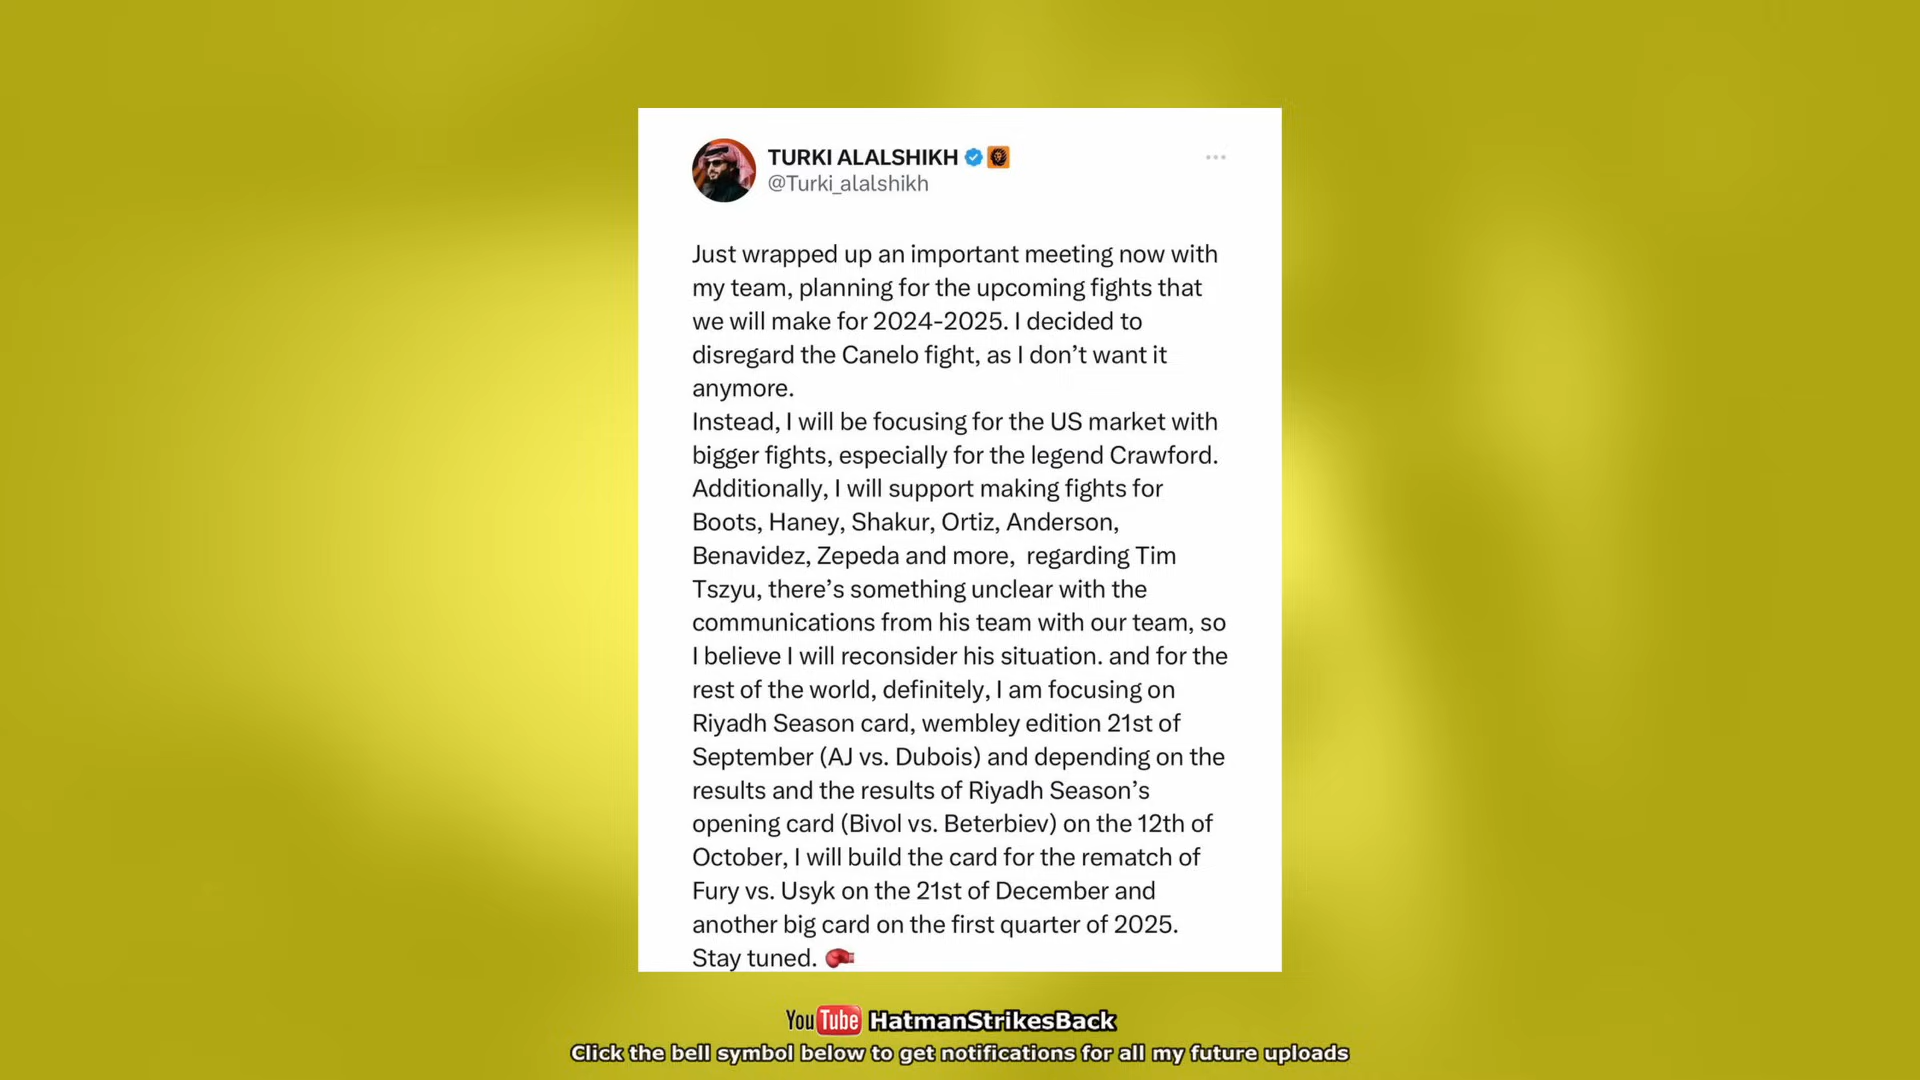 TURKI ALALSHIKH
@Turki_alalshikh
Just wrapped up an important meeting now with
my team, planning for the upcoming fights that
we will make for 2024-2025. I decided to
disregard the Canelo fight, as I don’t want it
anymore.
Instead, I will be focusing for the US market with
bigger fights, especially for the legend Crawford.
Additionally, I will support making fights for
Boots, Haney, Shakur, Ortiz, Anderson,
Benavidez, Zepeda and more,  regarding Tim
Tszyu, there’s something unclear with the
communications from his team with our team, so
I believe I will reconsider his situation. and for the
rest of the world, definitely, I am focusing on
Riyadh Season card, wembley edition 21st of
September (AJ vs. Dubois) and depending on the
results and the results of Riyadh Season’s
opening card (Bivol vs. Beterbiev) on the 12th of
October, I will build the card for the rematch of
Fury vs. Usyk on the 21st of December and
another big card on the first quarter of 2025.
Stay tuned. 🥊
YouTube HatmanStrikesBack
Click the bell symbol below to get notifications for all my future uploads